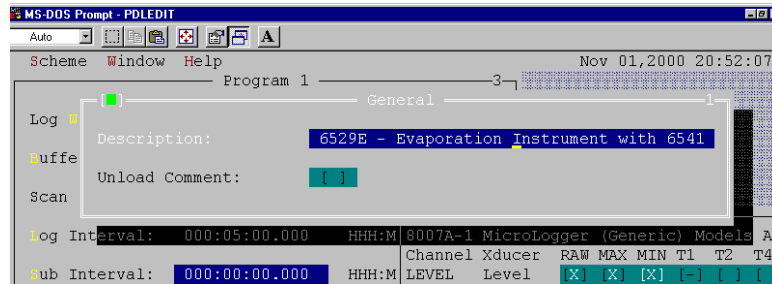 MS-DOS Prompt - PDLEDIT
Auto A
Scheme Window Help Nov 01,2000 20:52:07
Program 1 3
[■] General 1
Log W
Description: 6529E - Evaporation Instrument with 6541
Buffe
Unload Comment: [ ]
Scan
Log Interval: 000:05:00.000 HHH:M 8007A-1 MicroLogger (Generic) Models A
Channel Xducer RAW MAX MIN T1 T2 T4
Sub Interval: 000:00:00.000 HHH:M LEVEL Level [X] [X] [X] [-] [ ] [